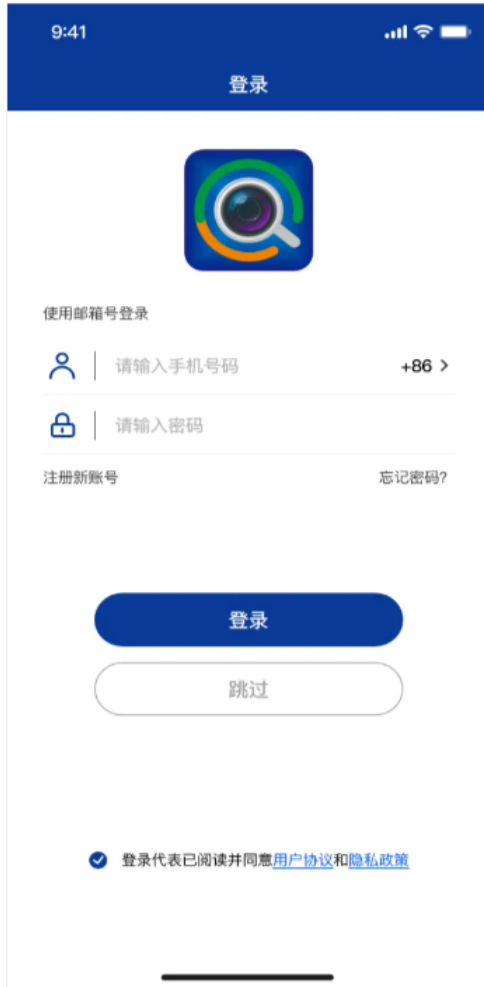 9:41
登录
使用邮箱号登录
请输入手机号码 +86 >
请输入密码
注册新账号 忘记密码?
登录
跳过
登录代表已阅读并同意用户协议和隐私政策